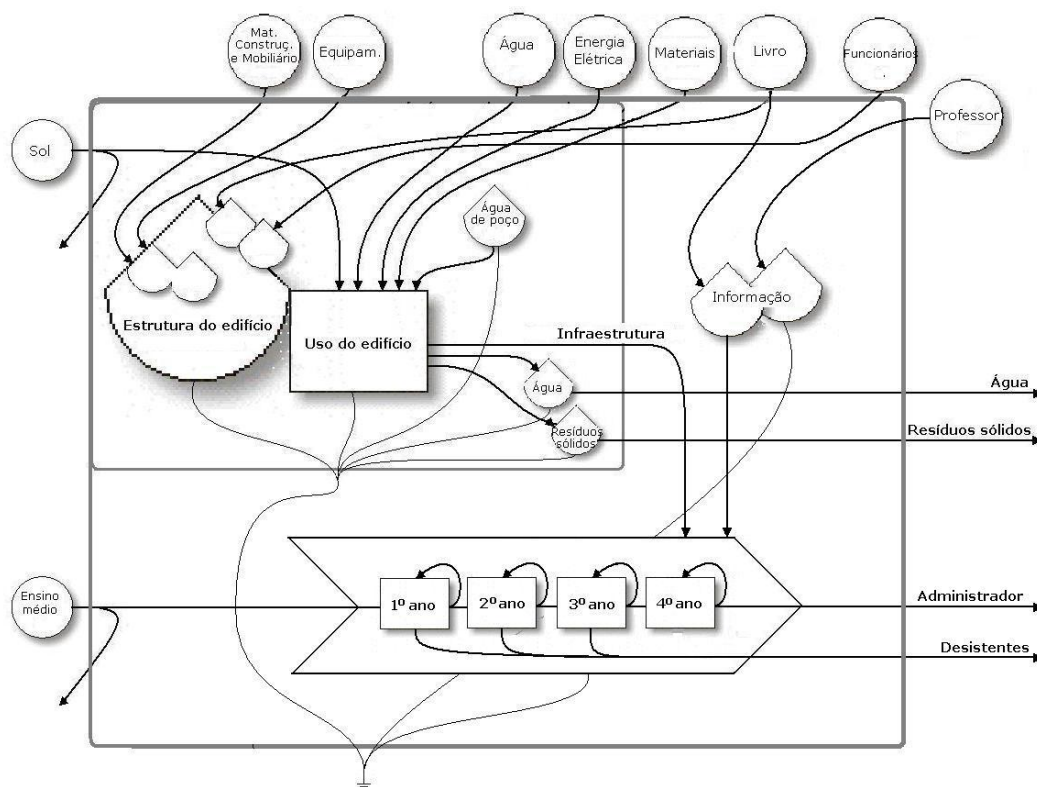 Mat.
Construç.
e Mobiliário
Equipam.
Água
Energia
Elétrica
Materiais
Livro
Funcionários
Professor
Sol
Água
de poço
Estrutura do edifício
Uso do edifício
Infraestrutura
Informação
Água
Água
Resíduos
sólidos
Resíduos sólidos
Ensino
médio
1º ano
2º ano
3º ano
4º ano
Administrador
Desistentes